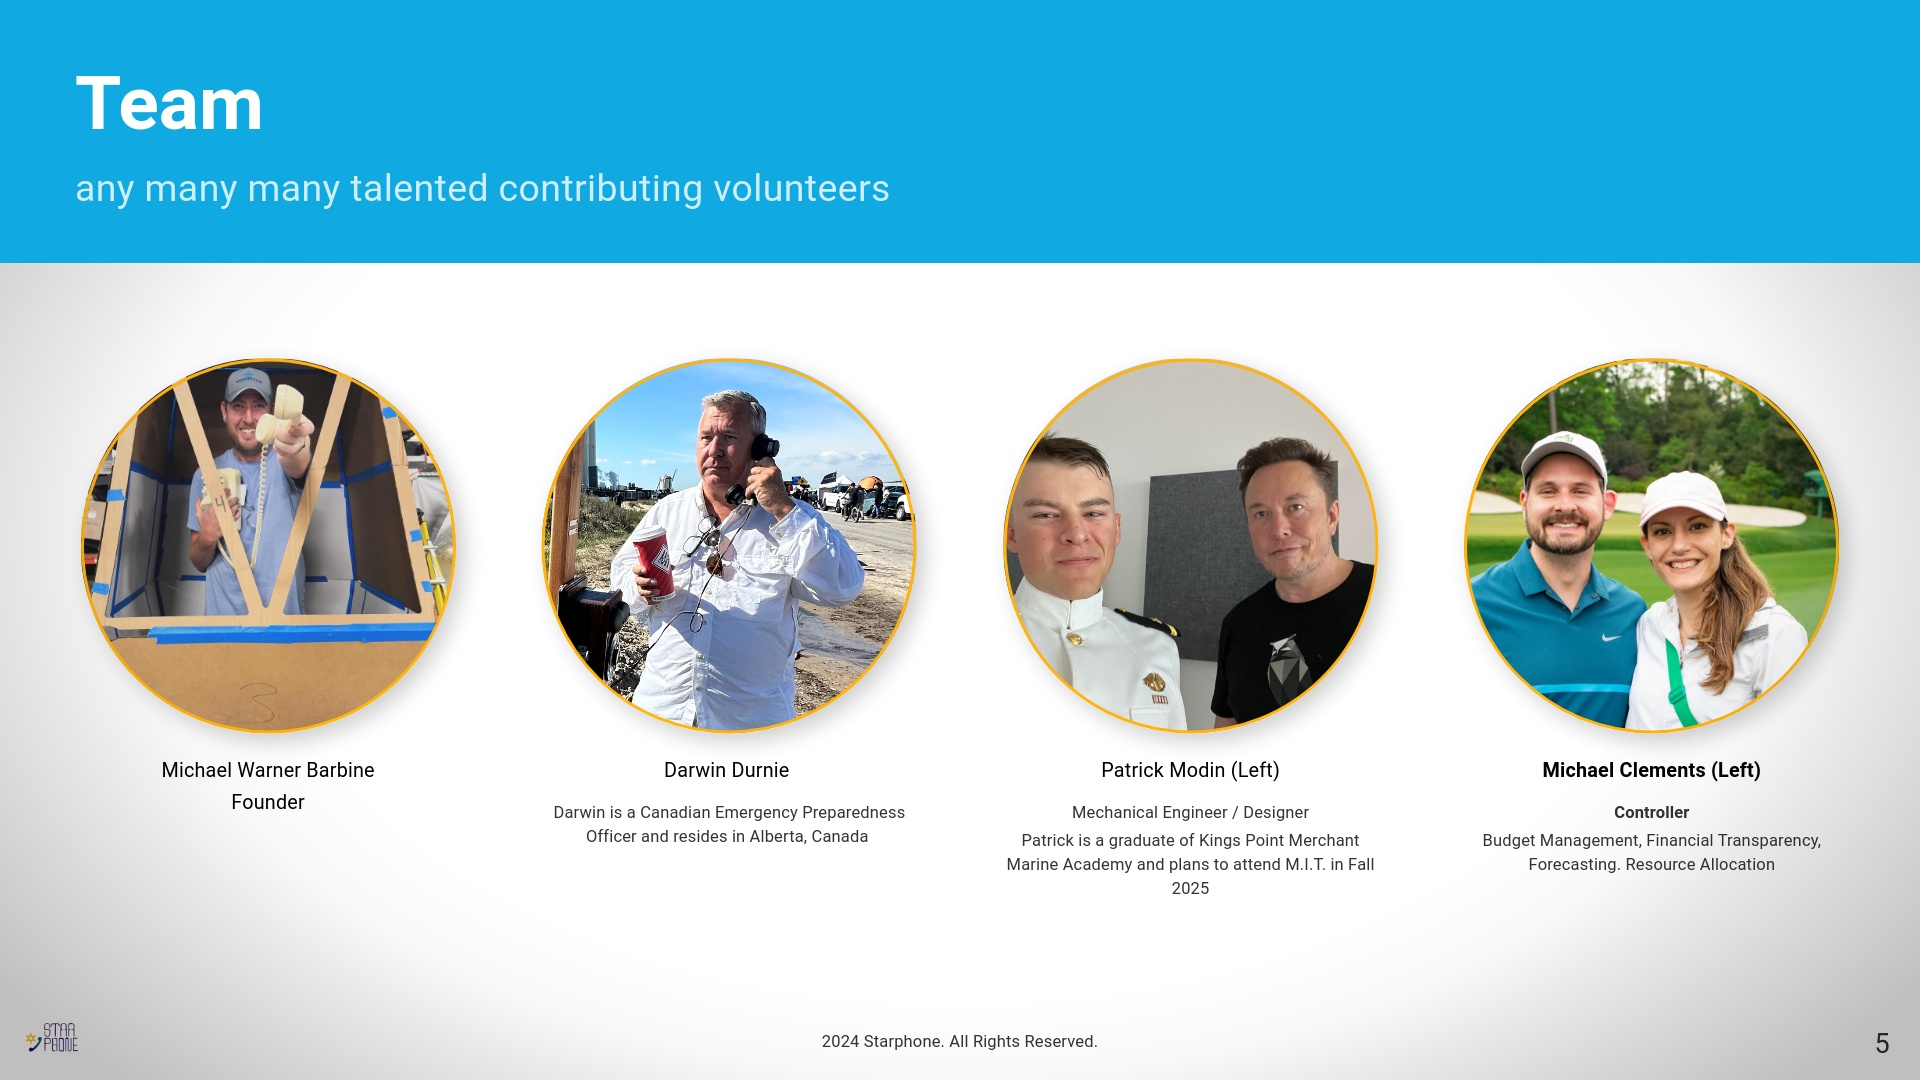 Team
any many many talented contributing volunteers
Michael Warner Barbine
Founder
Darwin Durnie
Darwin is a Canadian Emergency Preparedness
Officer and resides in Alberta, Canada
Patrick Modin (Left)
Mechanical Engineer / Designer
Patrick is a graduate of Kings Point Merchant
Marine Academy and plans to attend M.I.T. in Fall
2025
Michael Clements (Left)
Controller
Budget Management, Financial Transparency,
Forecasting. Resource Allocation
STAR
PHONE
2024 Starphone. All Rights Reserved.
5